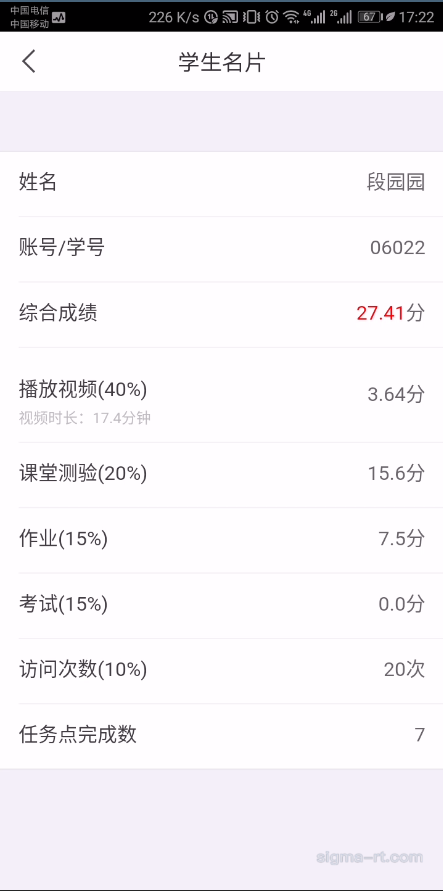 中国电信
中国移动
226 K/s 4G 2G 67 17:22
学生名片
姓名 段园园
账号/学号 06022
综合成绩 27.41分
播放视频(40%) 3.64分
视频时长：17.4分钟
课堂测验(20%) 15.6分
作业(15%) 7.5分
考试(15%) 0.0分
访问次数(10%) 20次
任务点完成数 7
sigma-rt.com